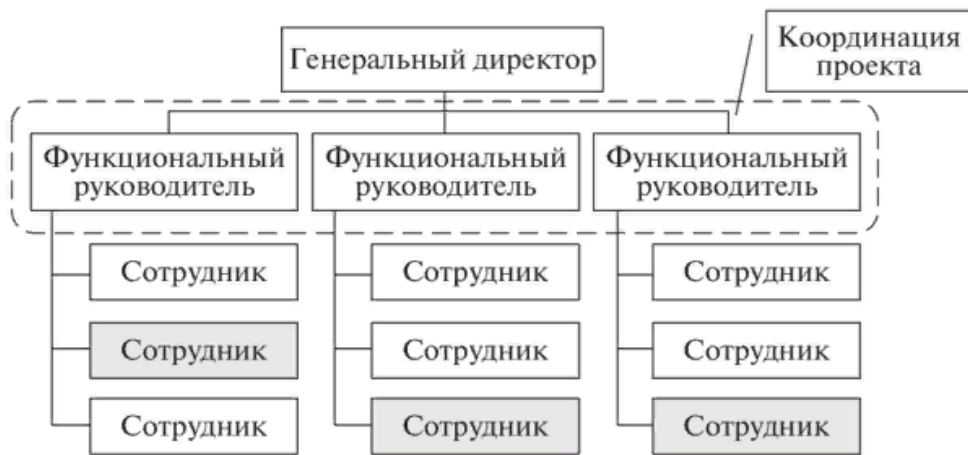 Генеральный директор
Координация
проекта
Функциональный
руководитель
Функциональный
руководитель
Функциональный
руководитель
Сотрудник
Сотрудник
Сотрудник
Сотрудник
Сотрудник
Сотрудник
Сотрудник
Сотрудник
Сотрудник